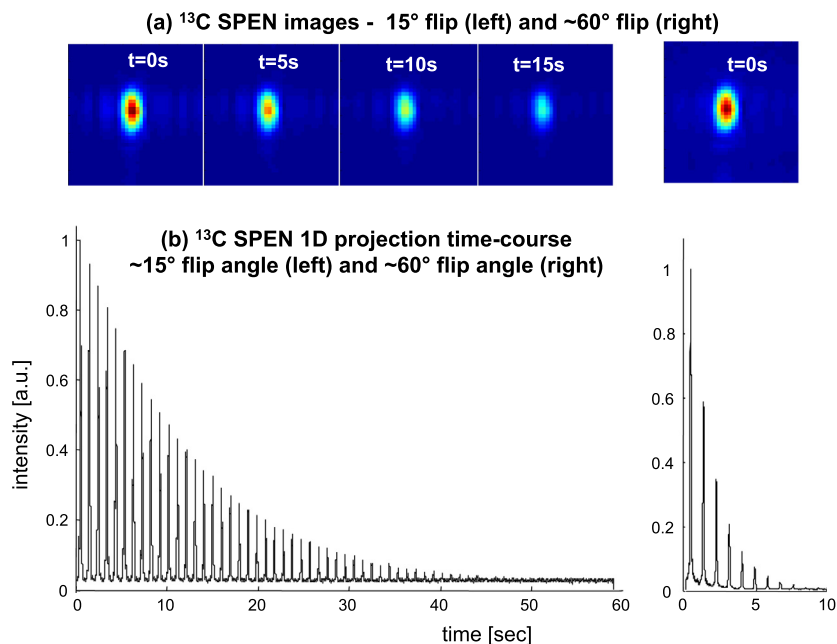 (a) ¹³C SPEN images - 15° flip (left) and ~60° flip (right)
t=0s t=5s t=10s t=15s t=0s
(b) ¹³C SPEN 1D projection time-course
~15° flip angle (left) and ~60° flip angle (right)
intensity [a.u.]
1
0.8
0.6
0.4
0.2
0
0 10 20 30 40 50 60
1
0.8
0.6
0.4
0.2
0
0 5 10
time [sec]